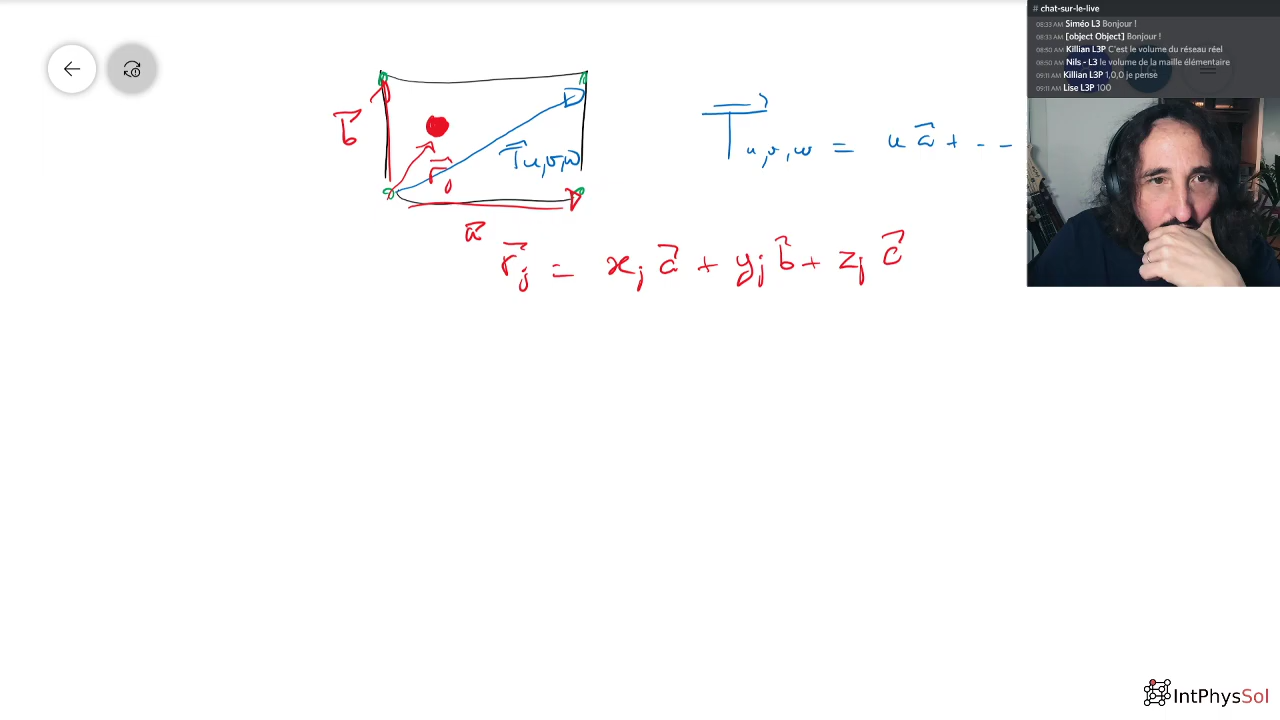 # chat-sur-le-live
08:33 AM Siméo L3 Bonjour !
08:33 AM [object Object] Bonjour !
08:50 AM Killian L3P C'est le volume du réseau réel
08:50 AM Nils - L3 le volume de la maille élémentaire
09:11 AM Killian L3P 1,0,0 je pense
09:11 AM Lise L3P 100
b⃗
r⃗₀
T⃗u,v,w
a⃗
T⃗u,v,w = u a⃗ + - -
r⃗j = xj a⃗ + yj b⃗ + zj c⃗
IntPhysSol